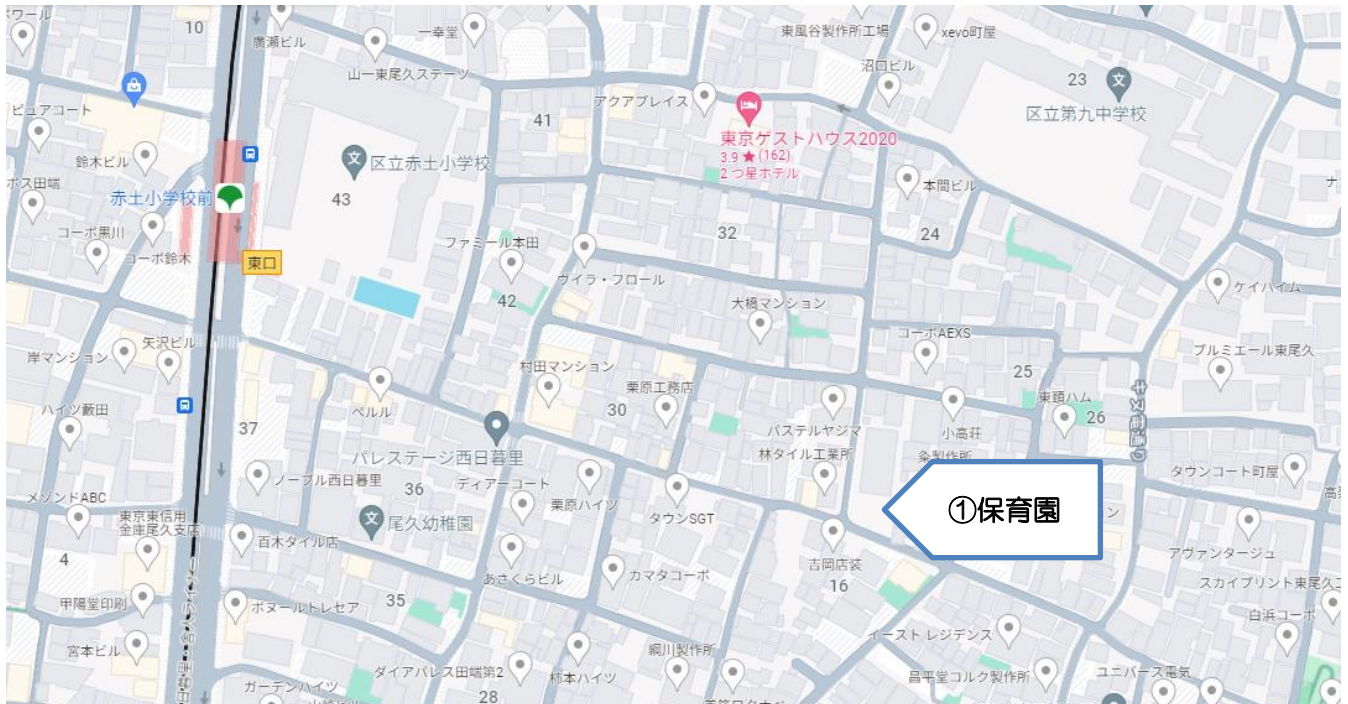 10
廣瀬ビル
一幸堂
東風谷製作所工場
xevo町屋
沼口ビル
23
区立第九中学校
山一東尾久ステーツ
アクアプレイス
ピュアコート
41
東京ゲストハウス2020
3.9 ★ (162)
2 つ星ホテル
鈴木ビル
区立赤土小学校
本間ビル
赤土小学校前
43
コーポ黒川
コーポ鈴木
東口
ファミール本田
32
24
ヴィラ・フロール
42
大橋マンション
ケイハイム
コーポAEXS
矢沢ビル
岸マンション
ブルミエール東尾久
村田マンション
25
栗原工務店
東頭ハム
ハイツ藪田
ペルル
30
26
キヌ電通り
37
パステルヤジマ
小高荘
パレステージ西日暮里
林タイル工業所
タウンコート町屋
ノーブル西日暮里
36
ディアーコート
栗原ハイツ
メゾンドABC
①保育園
東京東信用
金庫尾久支店
尾久幼稚園
タウンSGT
百木タイル店
アヴァンタージュ
4
吉岡店装
16
あさくらビル
カマタコーポ
スカイプリント東尾久工
甲陽堂印刷
ボヌールトレセア
35
白浜コーポ
イースト レジデンス
宮本ビル
綱川製作所
ダイアパレス田端第2
柿本ハイツ
昌平堂コルク製作所
ユニバース電気
ガーデンハイツ
28